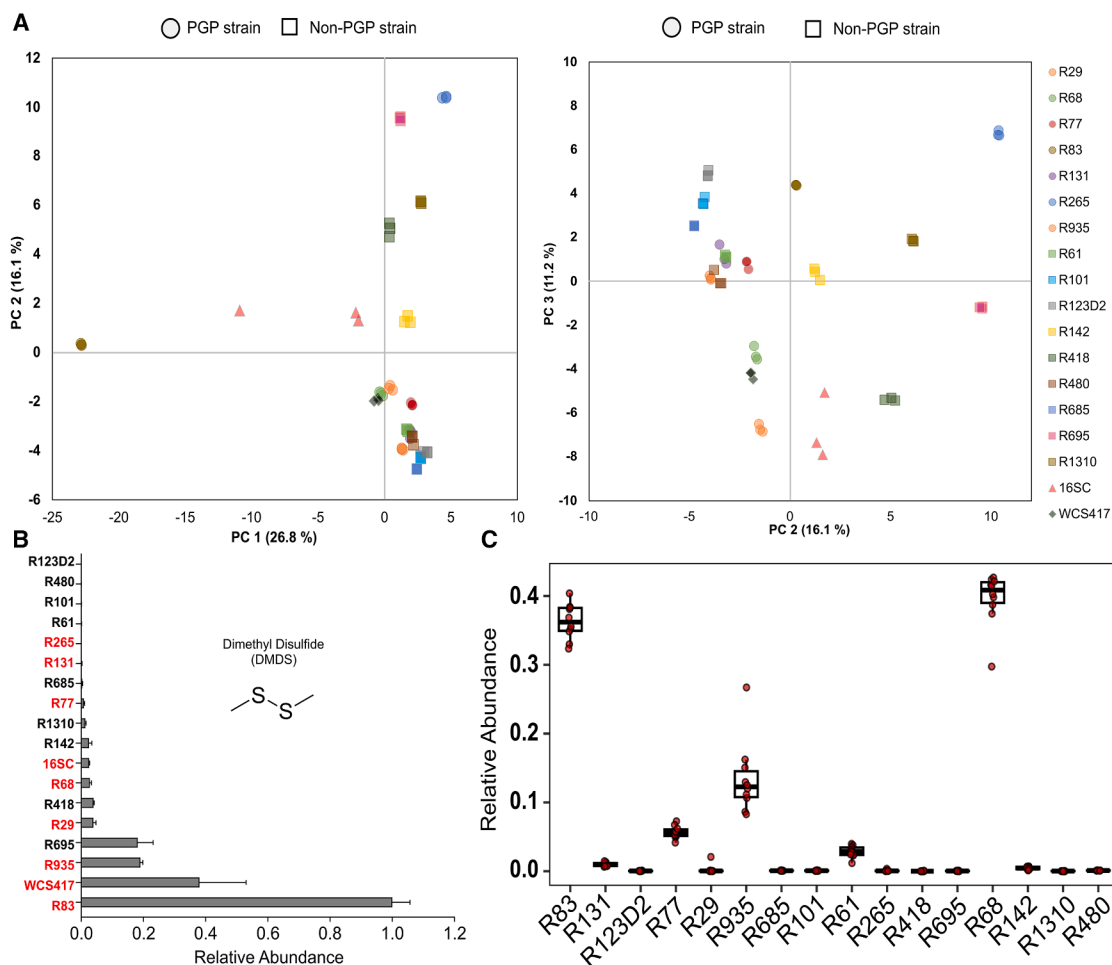 A
PGP strain
Non-PGP strain
PGP strain
Non-PGP strain
12
10
8
6
4
2
0
-2
-4
-6
PC 2 (16.1 %)
-25
-20
-15
-10
-5
0
5
10
PC 1 (26.8 %)
10
8
6
4
2
0
-2
-4
-6
-8
-10
PC 3 (11.2 %)
-10
-5
0
5
10
PC 2 (16.1 %)
R29
R68
R77
R83
R131
R265
R935
R61
R101
R123D2
R142
R418
R480
R685
R695
R1310
16SC
WCS417
B
R123D2
R480
R101
R61
R265
R131
R685
R77
R1310
R142
16SC
R68
R418
R29
R695
R935
WCS417
R83
Dimethyl Disulfide
(DMDS)
S
S
0.0
0.2
0.4
0.6
0.8
1.0
1.2
Relative Abundance
C
Relative Abundance
0.4
0.3
0.2
0.1
0.0
R83
R131
R123D2
R77
R29
R935
R685
R101
R61
R265
R418
R695
R68
R142
R1310
R480